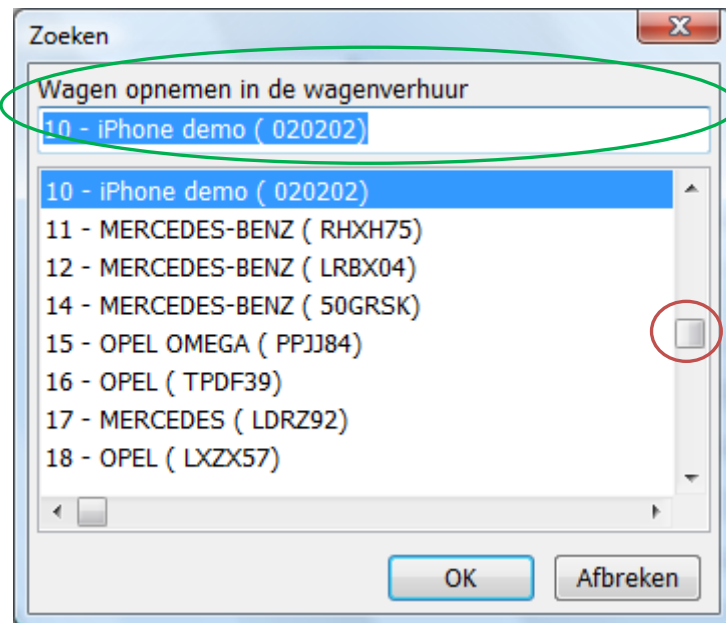 Zoeken
Wagen opnemen in de wagenverhuur
10 - iPhone demo ( 020202)
10 - iPhone demo ( 020202)
11 - MERCEDES-BENZ ( RHXH75)
12 - MERCEDES-BENZ ( LRBX04)
14 - MERCEDES-BENZ ( 50GRSK)
15 - OPEL OMEGA ( PPJJ84)
16 - OPEL ( TPDF39)
17 - MERCEDES ( LDRZ92)
18 - OPEL ( LXZX57)
OK Afbreken